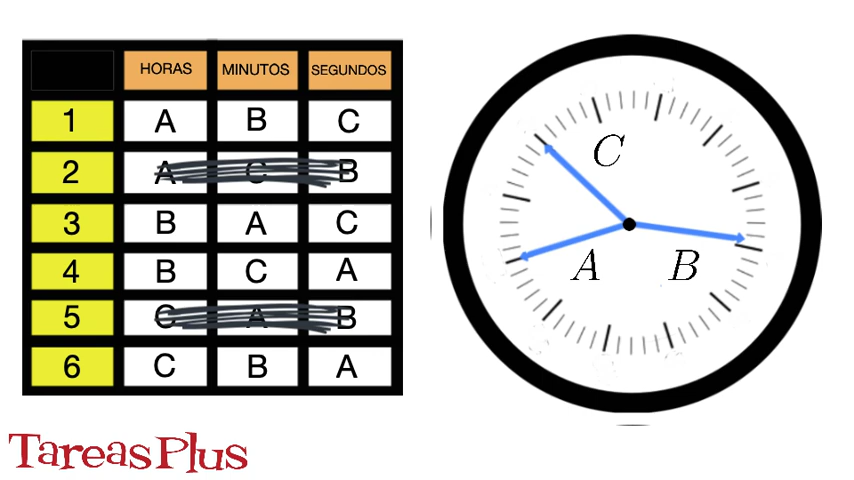 HORAS MINUTOS SEGUNDOS
1 A B C
2 A C B
3 B A C
4 B C A
5 C A B
6 C B A
C
A B
TareasPlus